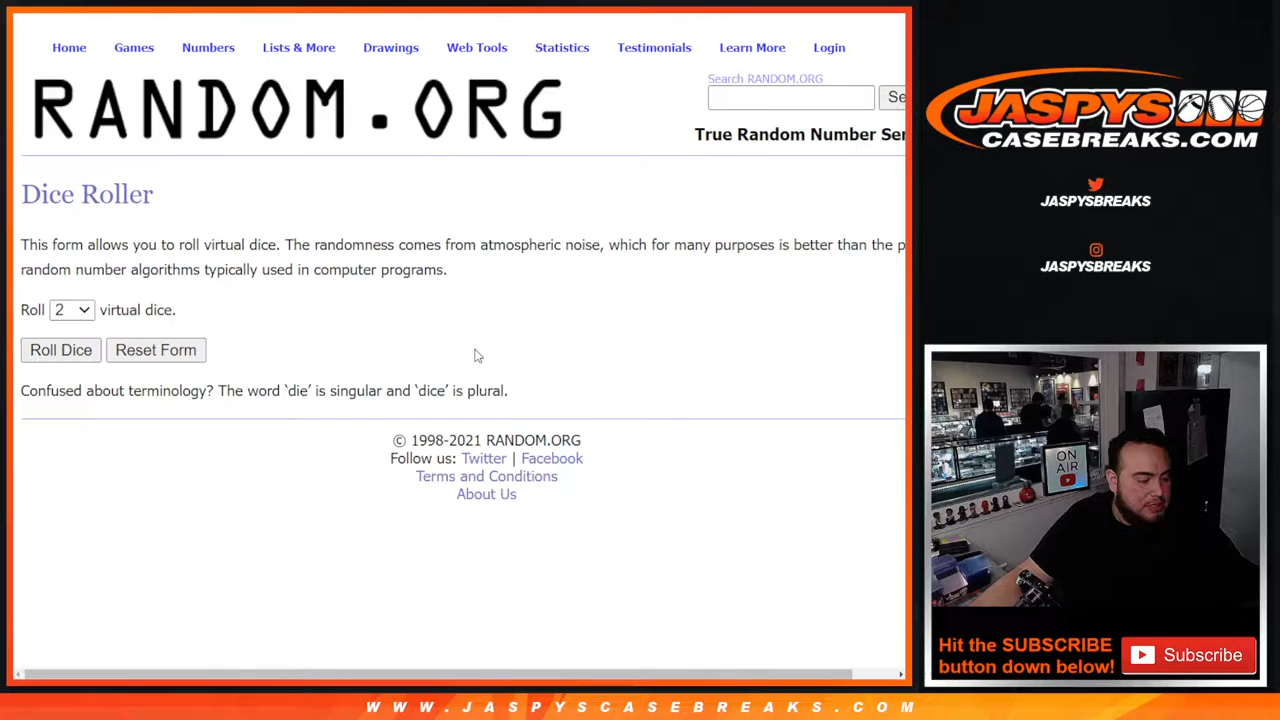 Home Games Numbers Lists & More Drawings Web Tools Statistics Testimonials Learn More Login
RANDOM.ORG
Search RANDOM.ORG
Se
True Random Number Ser
Dice Roller
This form allows you to roll virtual dice. The randomness comes from atmospheric noise, which for many purposes is better than the p
random number algorithms typically used in computer programs.
Roll 2 virtual dice.
Roll Dice Reset Form
Confused about terminology? The word ‘die’ is singular and ‘dice’ is plural.
© 1998-2021 RANDOM.ORG
Follow us: Twitter | Facebook
Terms and Conditions
About Us
JASPYS
CASEBREAKS.COM
JASPYSBREAKS
JASPYSBREAKS
ON
AIR
Hit the SUBSCRIBE
button down below!
Subscribe
WWW.JASPYSCASEBREAKS.COM